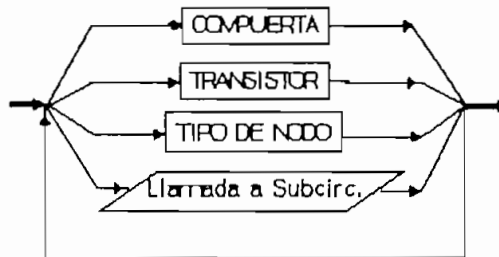 COMPUERTA
TRANSISTOR
TIPO DE NODO
Llamada a Subcirc.